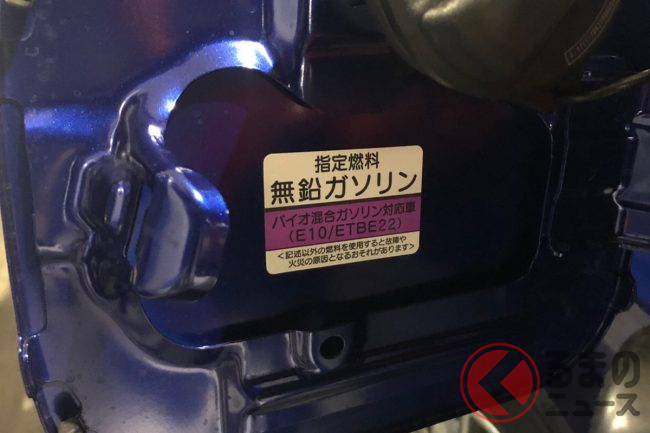 指定燃料
無鉛ガソリン
バイオ混合ガソリン対応車
（E10/ETBE22）
＜記述以外の燃料を使用すると故障や
火災の原因となるおそれがあります＞
くるまの
ニュース